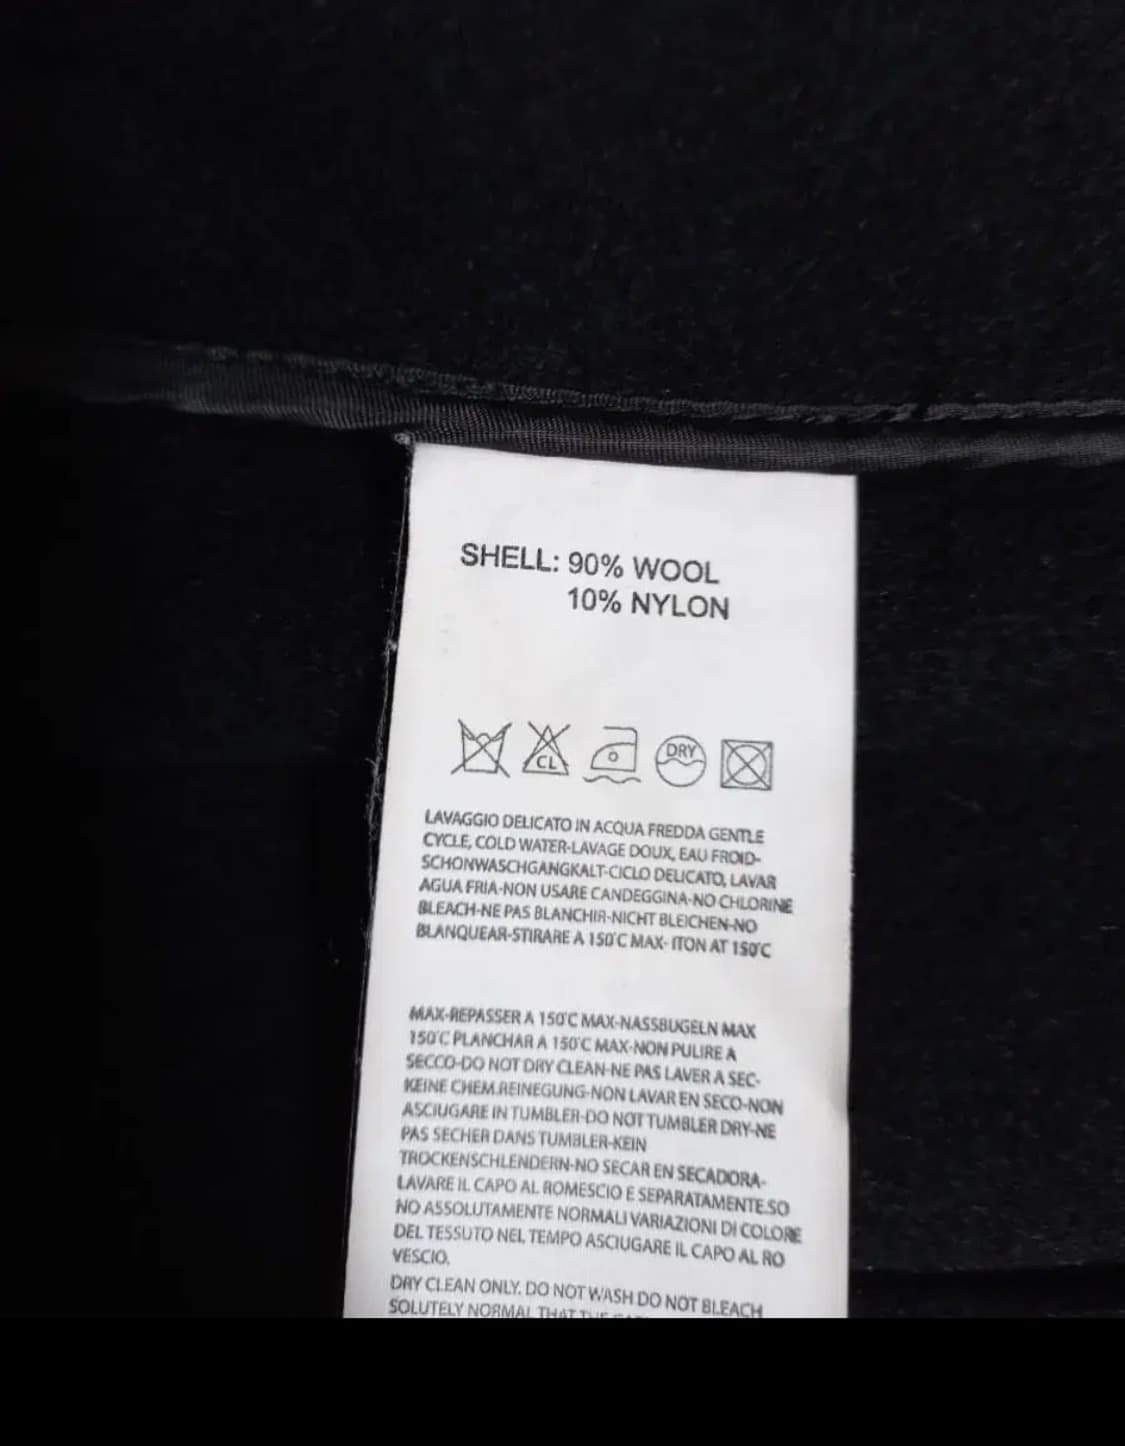 SHELL: 90% WOOL
10% NYLON
CL
DRY
LAVAGGIO DELICATO IN ACQUA FREDDA GENTLE
CYCLE, COLD WATER-LAVAGE DOUX, EAU FROID-
SCHONWASCHGANGKALT-CICLO DELICATO, LAVAR
AGUA FRIA-NON USARE CANDEGGINA-NO CHLORINE
BLEACH-NE PAS BLANCHIR-NICHT BLEICHEN-NO
BLANQUEAR-STIRARE A 150°C MAX- ITON AT 150°C
MAX-REPASSER A 150°C MAX-NASSBUGELN MAX
150°C PLANCHAR A 150°C MAX-NON PULIRE A
SECCO-DO NOT DRY CLEAN-NE PAS LAVER A SEC-
KEINE CHEM.REINEGUNG-NON LAVAR EN SECO-NON
ASCIUGARE IN TUMBLER-DO NOT TUMBLER DRY-NE
PAS SECHER DANS TUMBLER-KEIN
TROCKENSCHLENDERN-NO SECAR EN SECADORA-
LAVARE IL CAPO AL ROMESCIO E SEPARATAMENTE.SO
NO ASSOLUTAMENTE NORMALI VARIAZIONI DI COLORE
DEL TESSUTO NEL TEMPO ASCIUGARE IL CAPO AL RO
VESCIO.
DRY CLEAN ONLY. DO NOT WASH DO NOT BLEACH
SOLUTELY NORMAL THAT THE